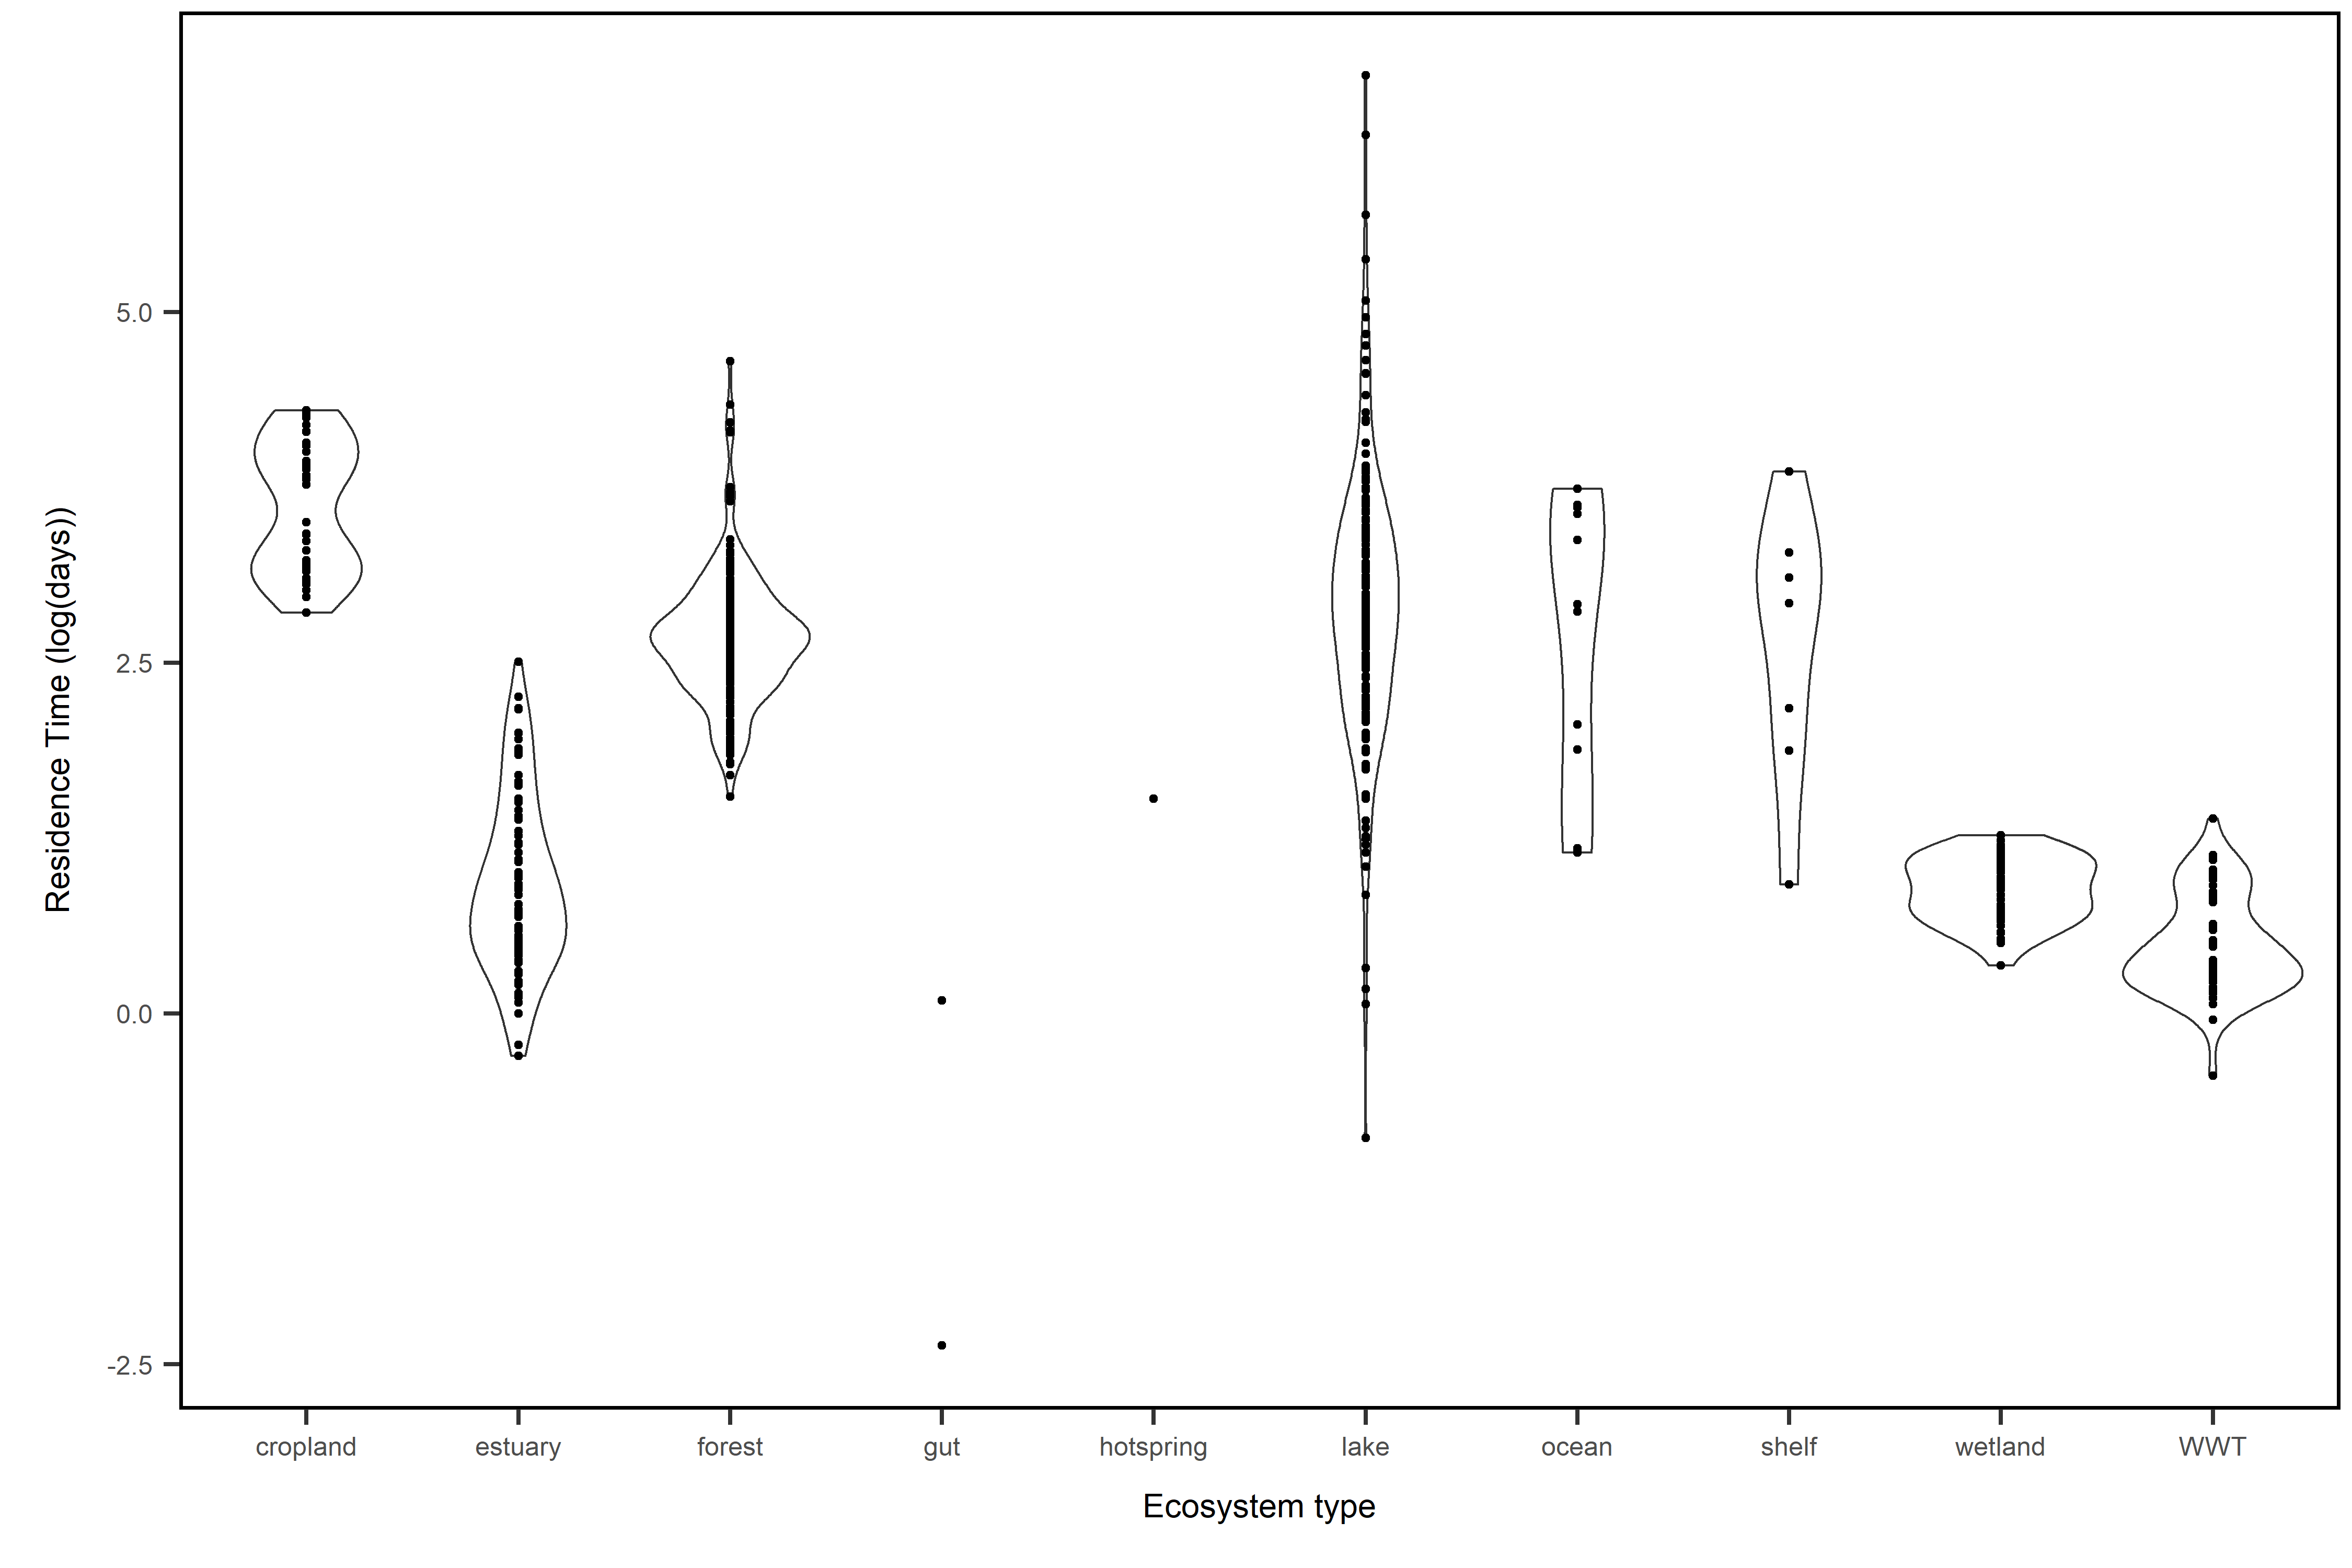 Residence Time (log(days))
5.0
2.5
0.0
-2.5
cropland estuary forest gut hotspring lake ocean shelf wetland WWT
Ecosystem type